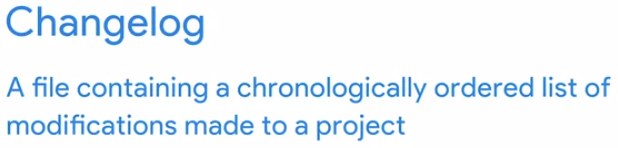 Changelog
A file containing a chronologically ordered list of
modifications made to a project